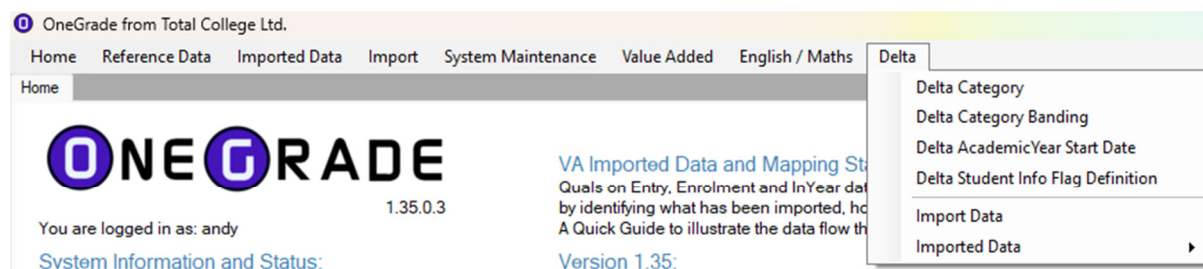 OneGrade from Total College Ltd.
Home Reference Data Imported Data Import System Maintenance Value Added English / Maths Delta
Home
Delta Category
Delta Category Banding
Delta AcademicYear Start Date
Delta Student Info Flag Definition
Import Data
Imported Data
ONEGRADE
1.35.0.3
You are logged in as: andy
System Information and Status:
VA Imported Data and Mapping
Quals on Entry, Enrolment and InYear
by identifying what has been imported,
A Quick Guide to illustrate the data flow
Version 1.35: